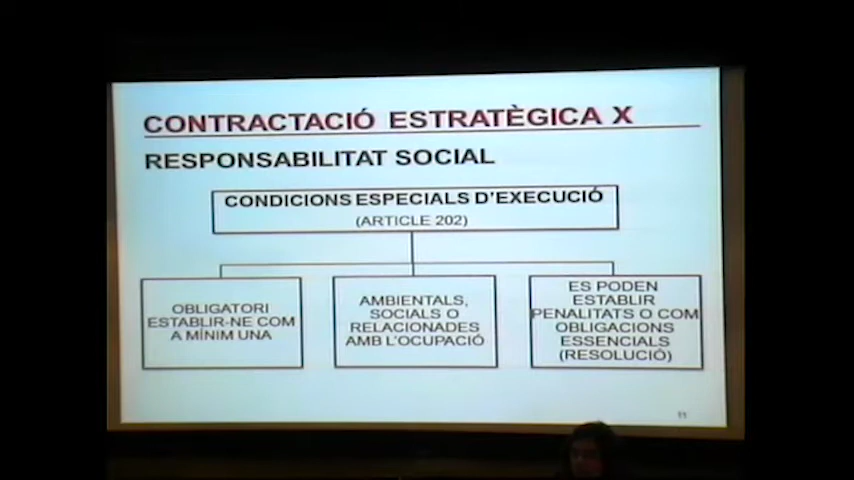 CONTRACTACIÓ ESTRATÈGICA X
RESPONSABILITAT SOCIAL
CONDICIONS ESPECIALS D'EXECUCIÓ
(ARTICLE 202)
OBLIGATORI
ESTABLIR-NE COM
A MÍNIM UNA
AMBIENTALS,
SOCIALS O
RELACIONADES
AMB L'OCUPACIÓ
ES PODEN
ESTABLIR
PENALITATS O COM
OBLIGACIONS
ESSENCIALS
(RESOLUCIÓ)
11